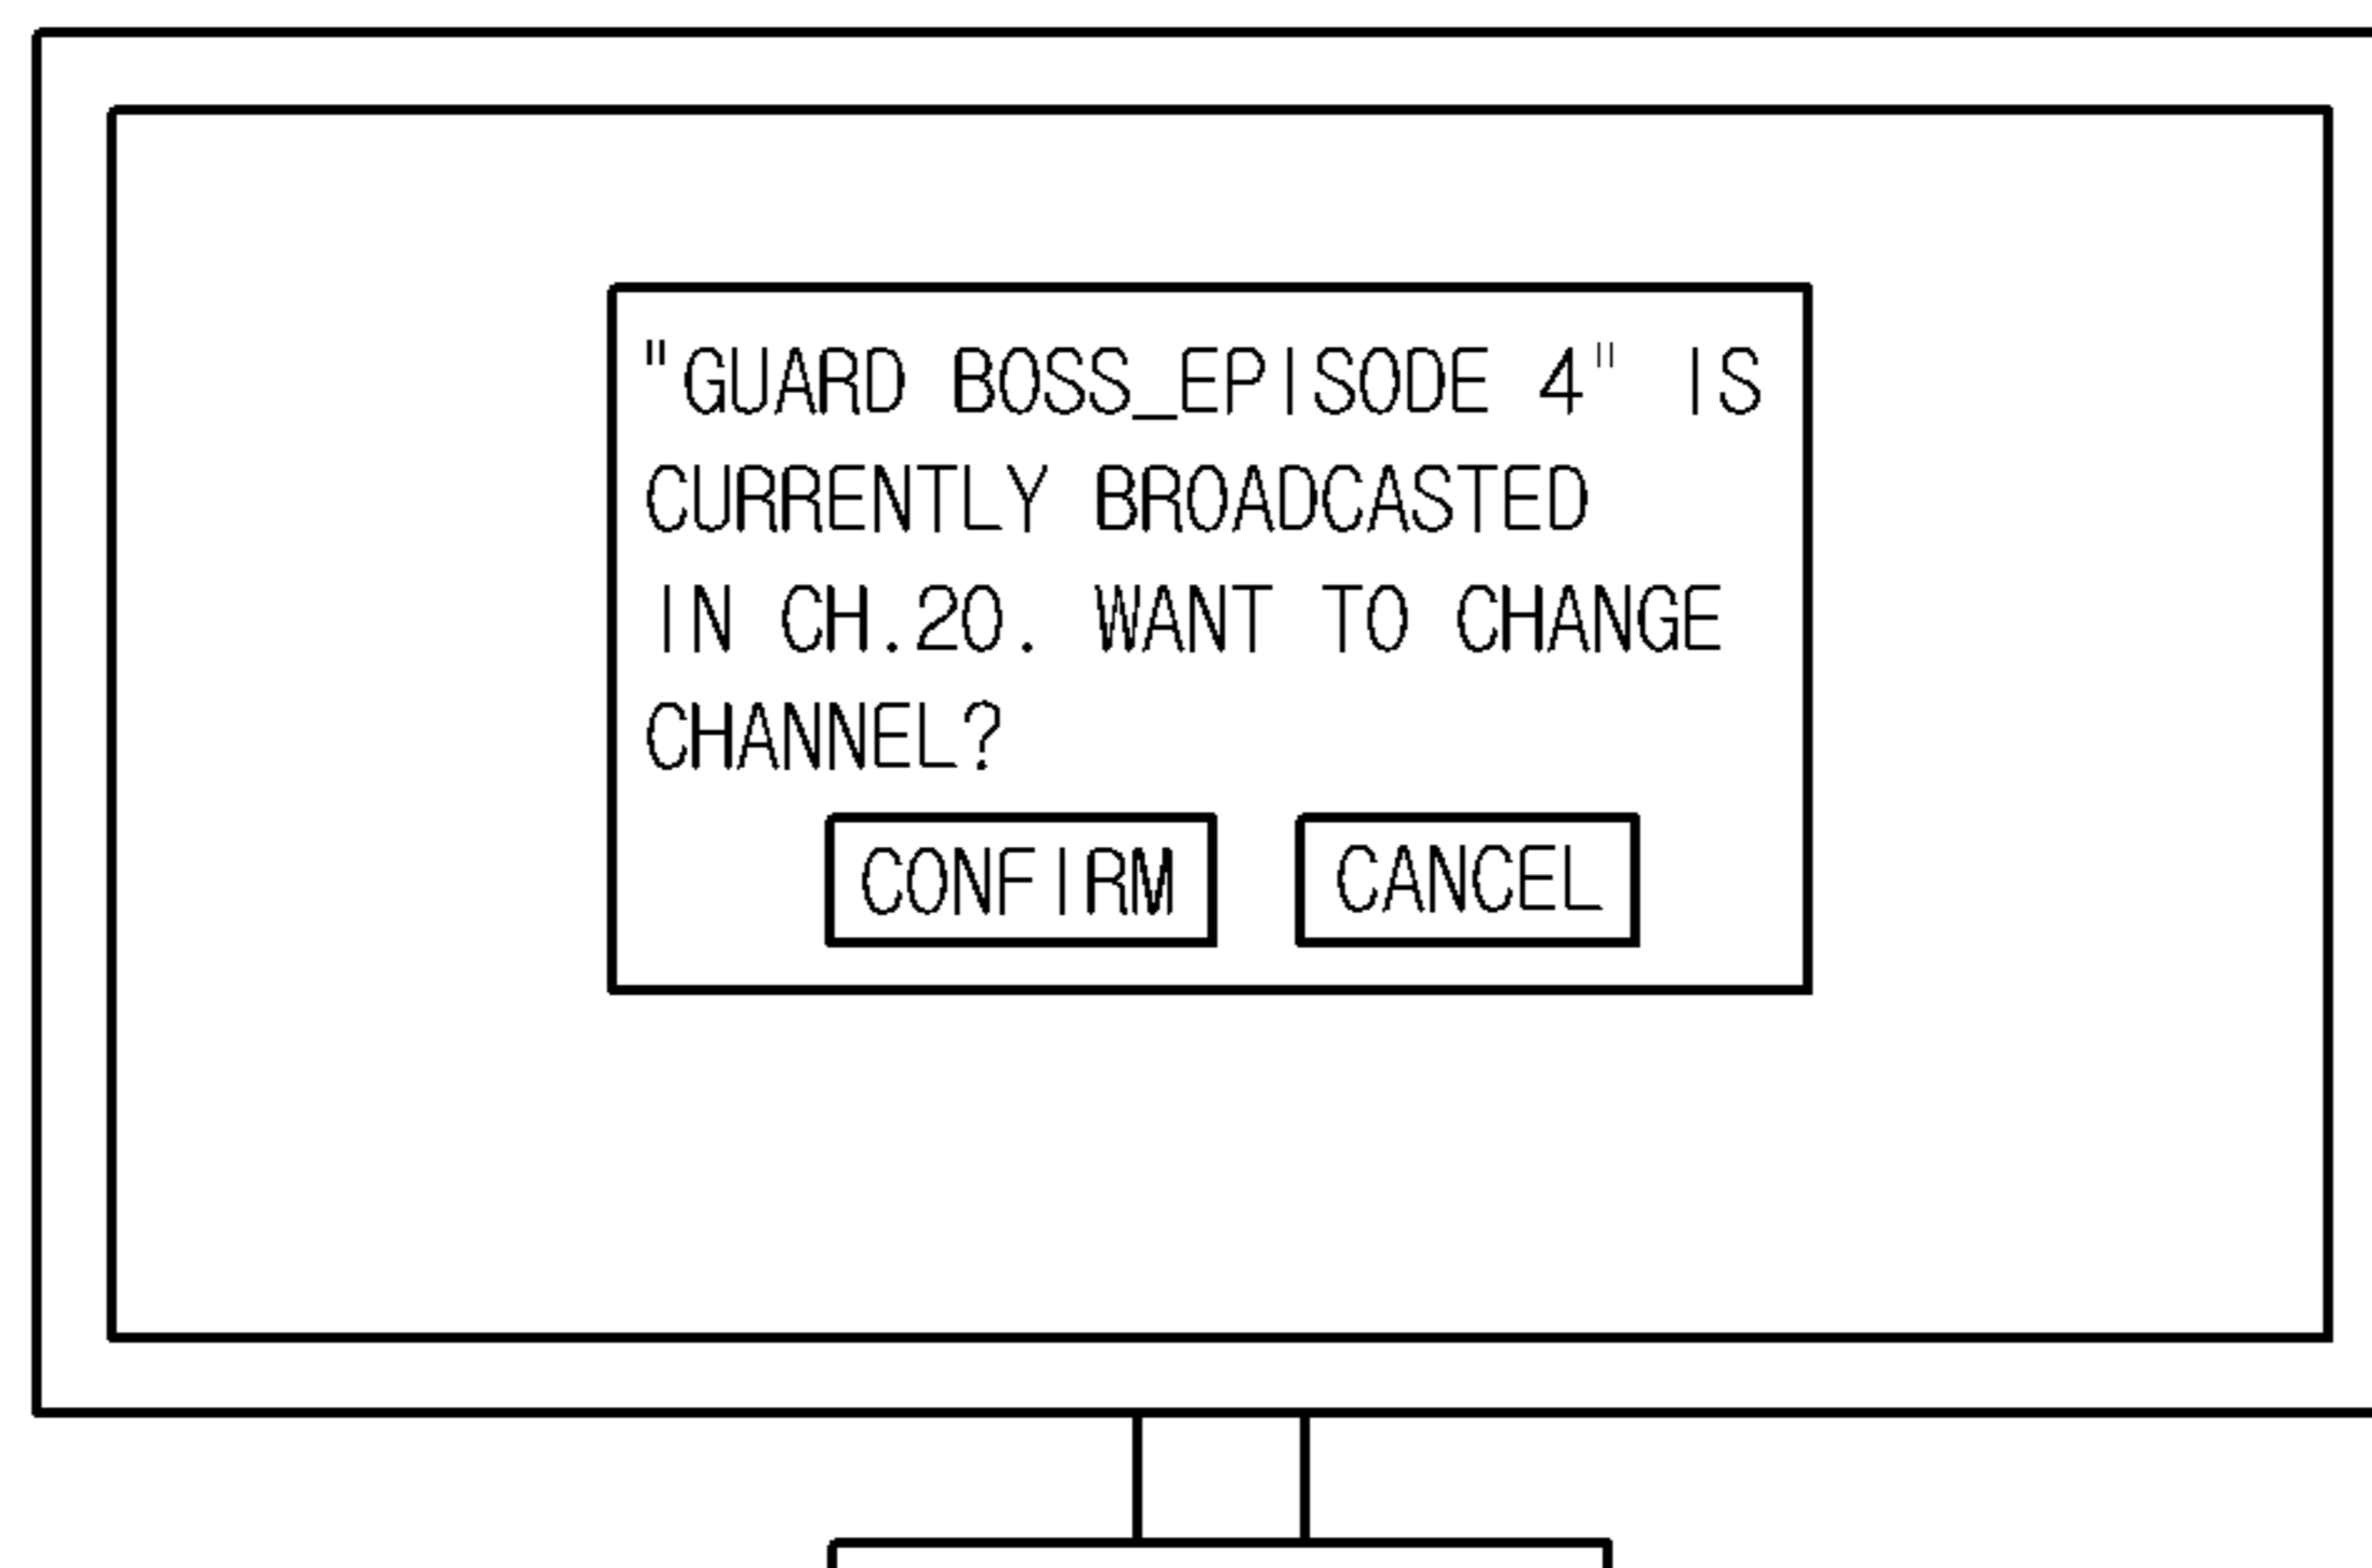 "GUARD BOSS_EPISODE 4" IS
CURRENTLY BROADCASTED
IN CH.20. WANT TO CHANGE
CHANNEL?
CONFIRM CANCEL